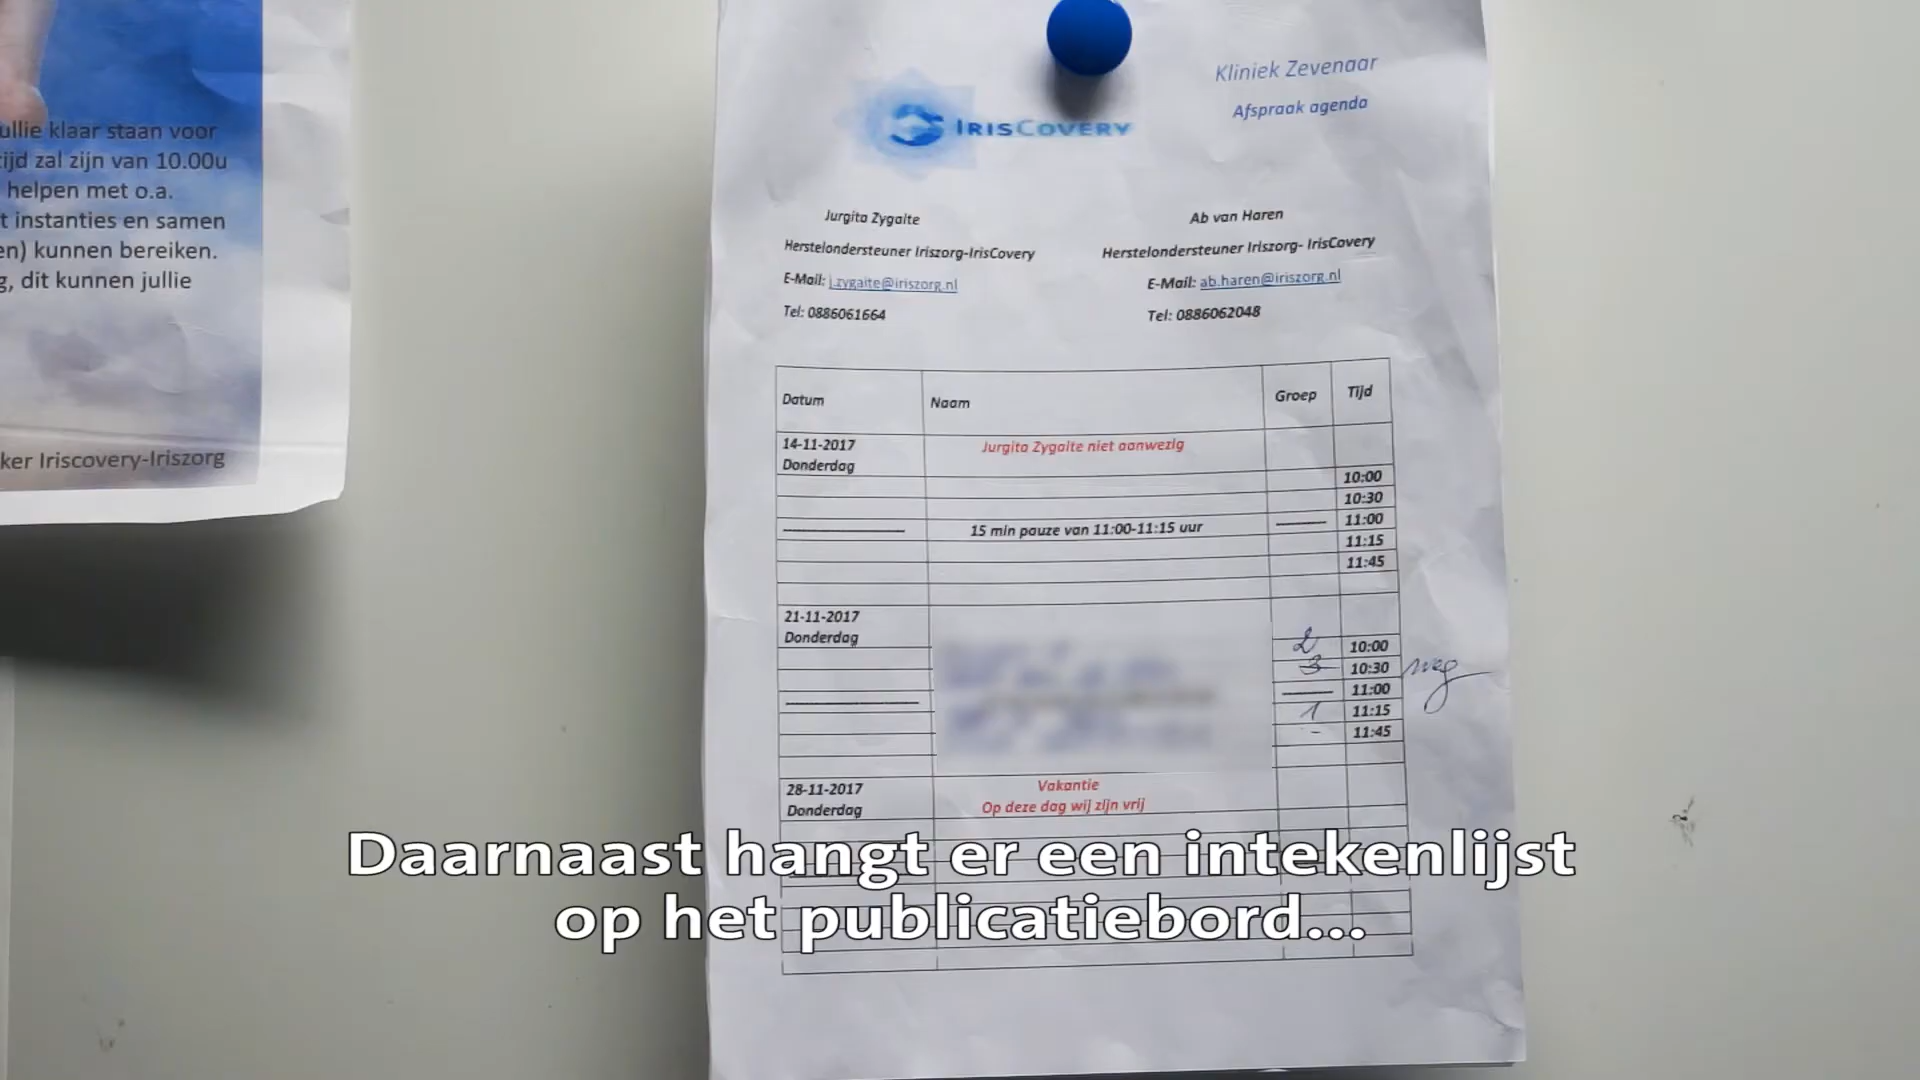 ullie klaar staan voor
ijd zal zijn van 10.00u
helpen met o.a.
t instanties en samen
en) kunnen bereiken.
g, dit kunnen jullie
ker Iriscovery-Iriszorg
Kliniek Zevenaar
Afspraak agenda
IRISCOVERY
Jurgita Zygaite
Herstelondersteuner Iriszorg-IrisCovery
E-Mail: j.zygaite@iriszorg.nl
Tel: 0886061664
Ab van Haren
Herstelondersteuner Iriszorg- IrisCovery
E-Mail: ab.haren@iriszorg.nl
Tel: 0886062048
Datum Naam Groep Tijd
14-11-2017 Jurgita Zygaite niet aanwezig
Donderdag
10:00
10:30
15 min pauze van 11:00-11:15 uur 11:00
11:15
11:45
21-11-2017
Donderdag
2 10:00
3 10:30 weg
11:00
1 11:15
- 11:45
28-11-2017 Vakantie
Donderdag Op deze dag wij zijn vrij
Daarnaast hangt er een intekenlijst
op het publicatiebord...